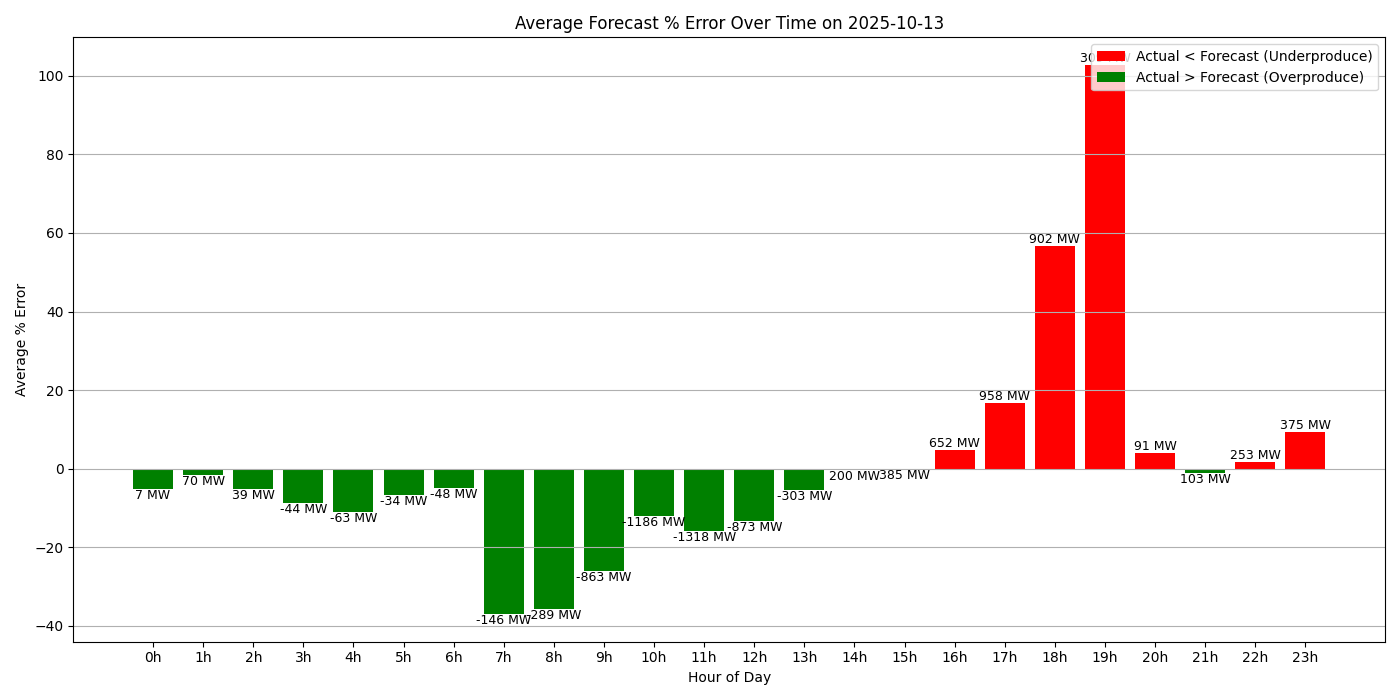 Average Forecast % Error Over Time on 2025-10-13
Actual < Forecast (Underproduce)
Actual > Forecast (Overproduce)
Average % Error
100
80
60
40
20
0
−20
−40
7 MW
70 MW
39 MW
-44 MW
-63 MW
-34 MW
-48 MW
-146 MW
-289 MW
-863 MW
-1186 MW
-1318 MW
-873 MW
-303 MW
200 MW
385 MW
652 MW
958 MW
902 MW
91 MW
103 MW
253 MW
375 MW
0h 1h 2h 3h 4h 5h 6h 7h 8h 9h 10h 11h 12h 13h 14h 15h 16h 17h 18h 19h 20h 21h 22h 23h
Hour of Day